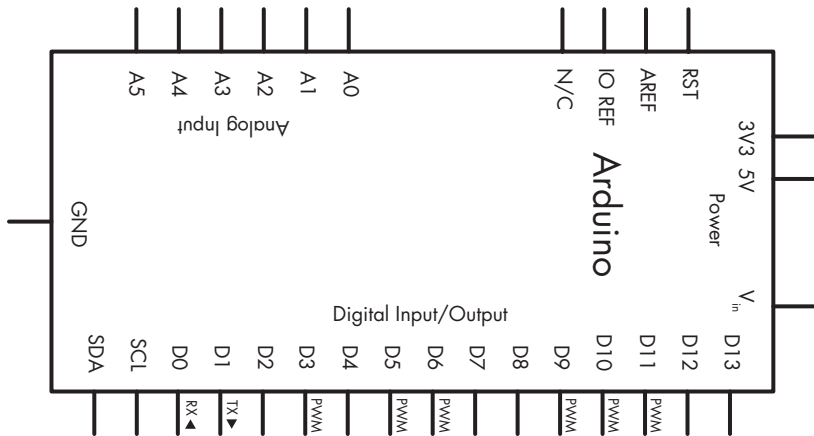 A5
A4
A3
A2
A1
A0
N/C
IO REF
AREF
RST
Analog Input
3V3
5V
Power
Arduino
GND
Vin
Digital Input/Output
SDA
SCL
D0
D1
D2
D3
D4
D5
D6
D7
D8
D9
D10
D11
D12
D13
RX ◀
TX ▶
PWM
PWM
PWM
PWM
PWM
PWM